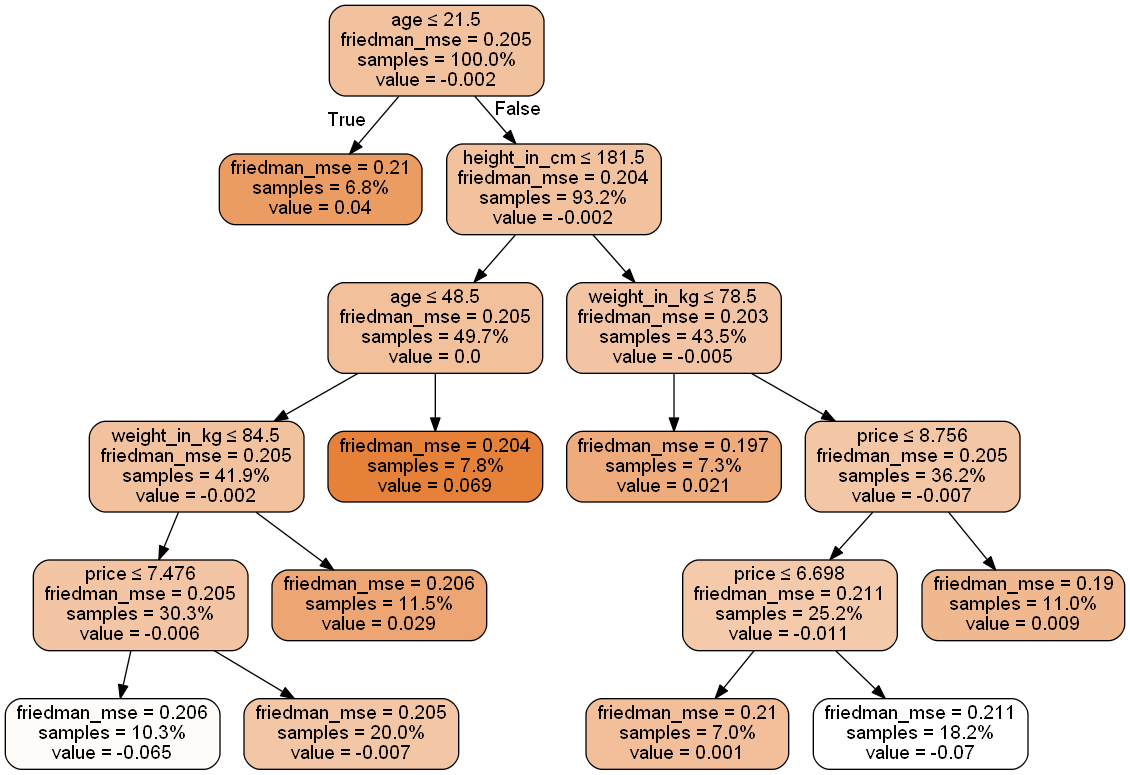 age ≤ 21.5
friedman_mse = 0.205
samples = 100.0%
value = -0.002
True
False
friedman_mse = 0.21
samples = 6.8%
value = 0.04
height_in_cm ≤ 181.5
friedman_mse = 0.204
samples = 93.2%
value = -0.002
age ≤ 48.5
friedman_mse = 0.205
samples = 49.7%
value = 0.0
weight_in_kg ≤ 78.5
friedman_mse = 0.203
samples = 43.5%
value = -0.005
weight_in_kg ≤ 84.5
friedman_mse = 0.205
samples = 41.9%
value = -0.002
friedman_mse = 0.204
samples = 7.8%
value = 0.069
friedman_mse = 0.197
samples = 7.3%
value = 0.021
price ≤ 8.756
friedman_mse = 0.205
samples = 36.2%
value = -0.007
price ≤ 7.476
friedman_mse = 0.205
samples = 30.3%
value = -0.006
friedman_mse = 0.206
samples = 11.5%
value = 0.029
price ≤ 6.698
friedman_mse = 0.211
samples = 25.2%
value = -0.011
friedman_mse = 0.19
samples = 11.0%
value = 0.009
friedman_mse = 0.206
samples = 10.3%
value = -0.065
friedman_mse = 0.205
samples = 20.0%
value = -0.007
friedman_mse = 0.21
samples = 7.0%
value = 0.001
friedman_mse = 0.211
samples = 18.2%
value = -0.07